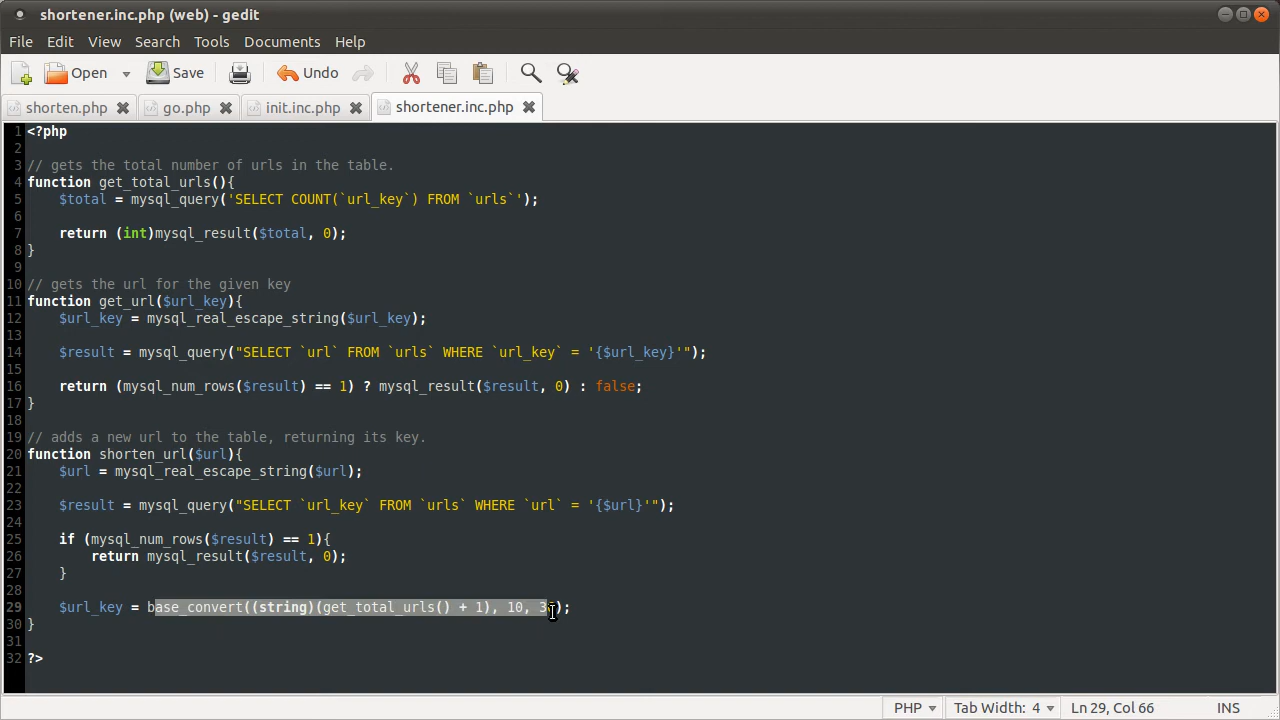 shortener.inc.php (web) - gedit
File Edit View Search Tools Documents Help
Open Save Undo
shorten.php go.php init.inc.php shortener.inc.php
1 <?php
2
3 // gets the total number of urls in the table.
4 function get_total_urls(){
5 $total = mysql_query('SELECT COUNT(`url_key`) FROM `urls`');
6
7 return (int)mysql_result($total, 0);
8 }
9
10 // gets the url for the given key
11 function get_url($url_key){
12 $url_key = mysql_real_escape_string($url_key);
13
14 $result = mysql_query("SELECT `url` FROM `urls` WHERE `url_key` = '{$url_key}'");
15
16 return (mysql_num_rows($result) == 1) ? mysql_result($result, 0) : false;
17 }
18
19 // adds a new url to the table, returning its key.
20 function shorten_url($url){
21 $url = mysql_real_escape_string($url);
22
23 $result = mysql_query("SELECT `url_key` FROM `urls` WHERE `url` = '{$url}'");
24
25 if (mysql_num_rows($result) == 1){
26 return mysql_result($result, 0);
27 }
28
29 $url_key = base_convert((string)(get_total_urls() + 1), 10, 3 );
30 }
31
32 ?>
PHP Tab Width: 4 Ln 29, Col 66 INS